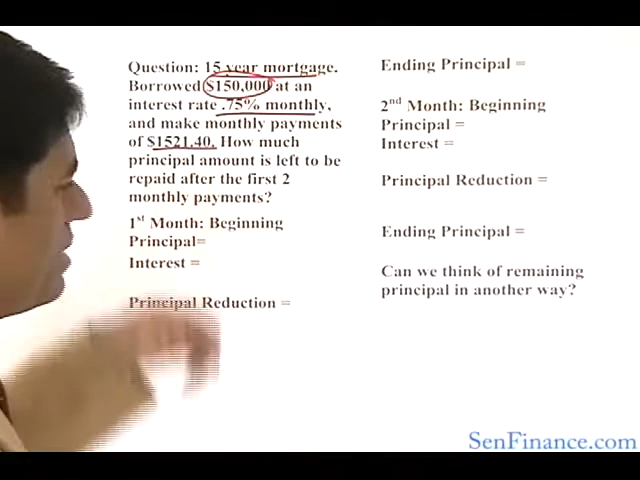 Question: 15 year mortgage.
Borrowed $150,000 at an
interest rate .75% monthly,
and make monthly payments
of $1521.40. How much
principal amount is left to be
repaid after the first 2
monthly payments?
1st Month: Beginning
Principal=
Interest =
Principal Reduction =
Ending Principal =
2nd Month: Beginning
Principal =
Interest =
Principal Reduction =
Ending Principal =
Can we think of remaining
principal in another way?
SenFinance.com